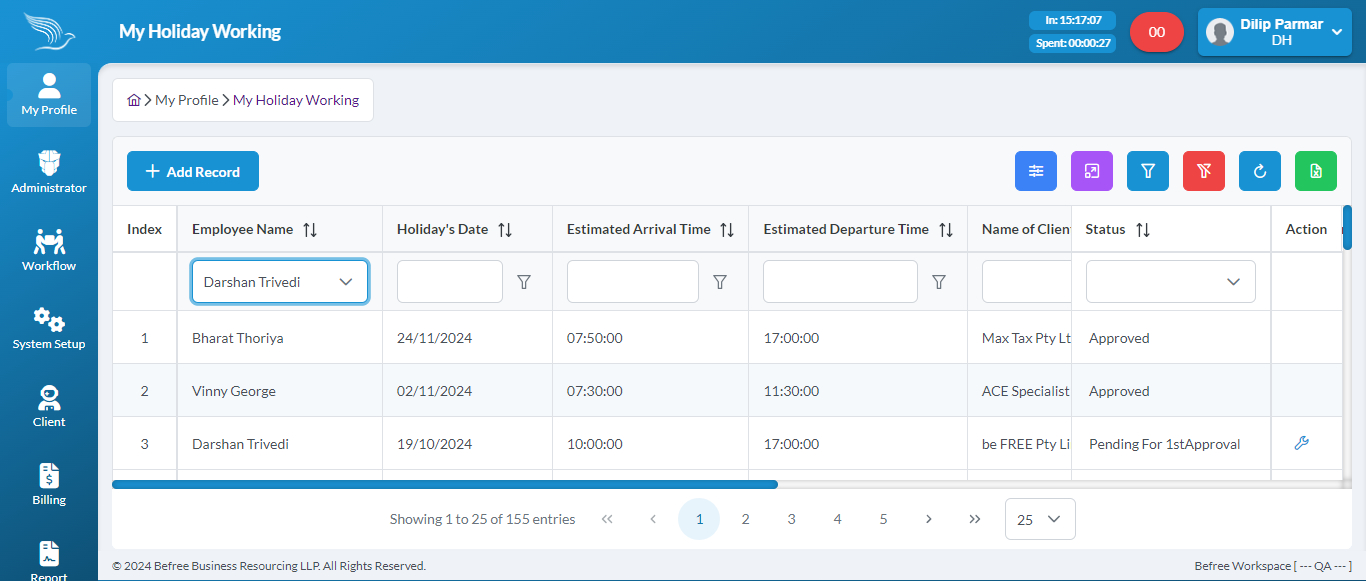 My Holiday Working
In: 15:17:07
Spent: 00:00:27
00
Dilip Parmar
DH
My Profile
Administrator
Workflow
System Setup
Client
Billing
Report
My Profile
My Holiday Working
Add Record
Index
Employee Name
Holiday's Date
Estimated Arrival Time
Estimated Departure Time
Name of Clien
Status
Action
Darshan Trivedi
1 Bharat Thoriya 24/11/2024 07:50:00 17:00:00 Max Tax Pty Lt Approved
2 Vinny George 02/11/2024 07:30:00 11:30:00 ACE Specialist Approved
3 Darshan Trivedi 19/10/2024 10:00:00 17:00:00 be FREE Pty Li Pending For 1stApproval
Showing 1 to 25 of 155 entries
1 2 3 4 5
25
© 2024 Befree Business Resourcing LLP. All Rights Reserved.
Befree Workspace [ --- QA --- ]